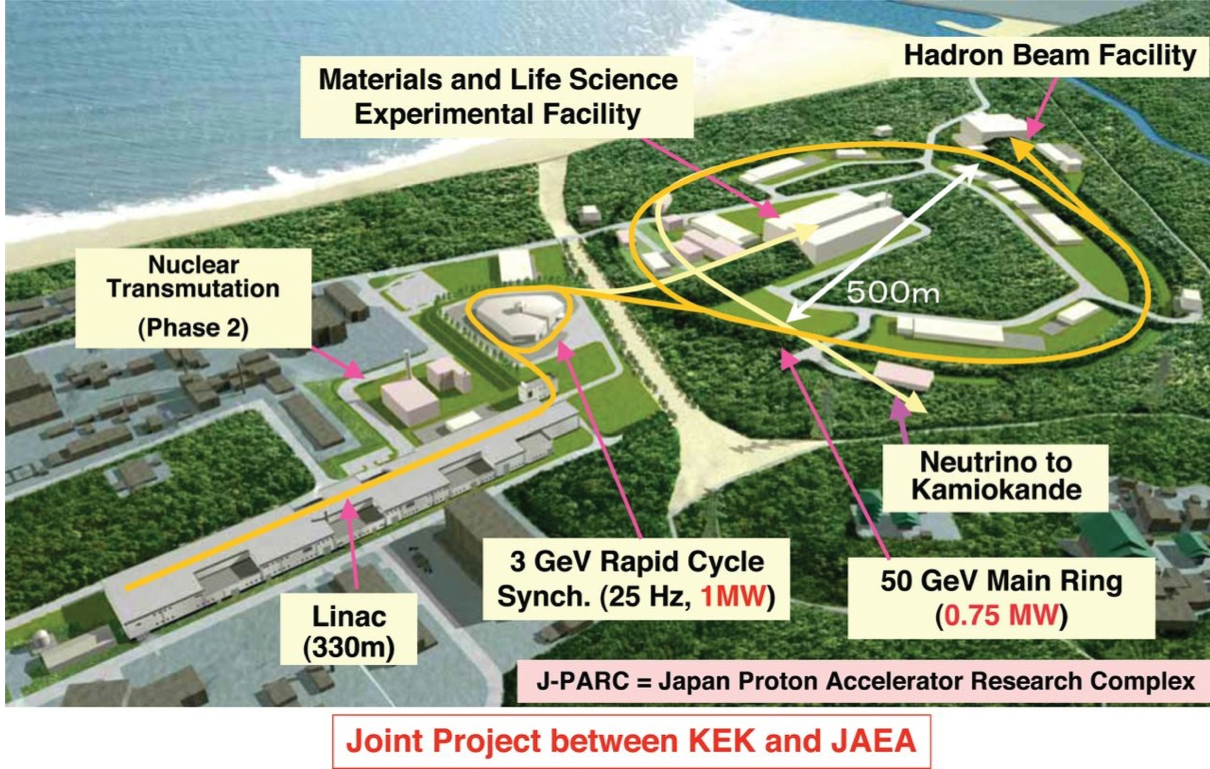 Hadron Beam Facility
Materials and Life Science
Experimental Facility
Nuclear
Transmutation
(Phase 2)
500m
Neutrino to
Kamiokande
3 GeV Rapid Cycle
Synch. (25 Hz, 1MW)
50 GeV Main Ring
(0.75 MW)
Linac
(330m)
J-PARC = Japan Proton Accelerator Research Complex
Joint Project between KEK and JAEA